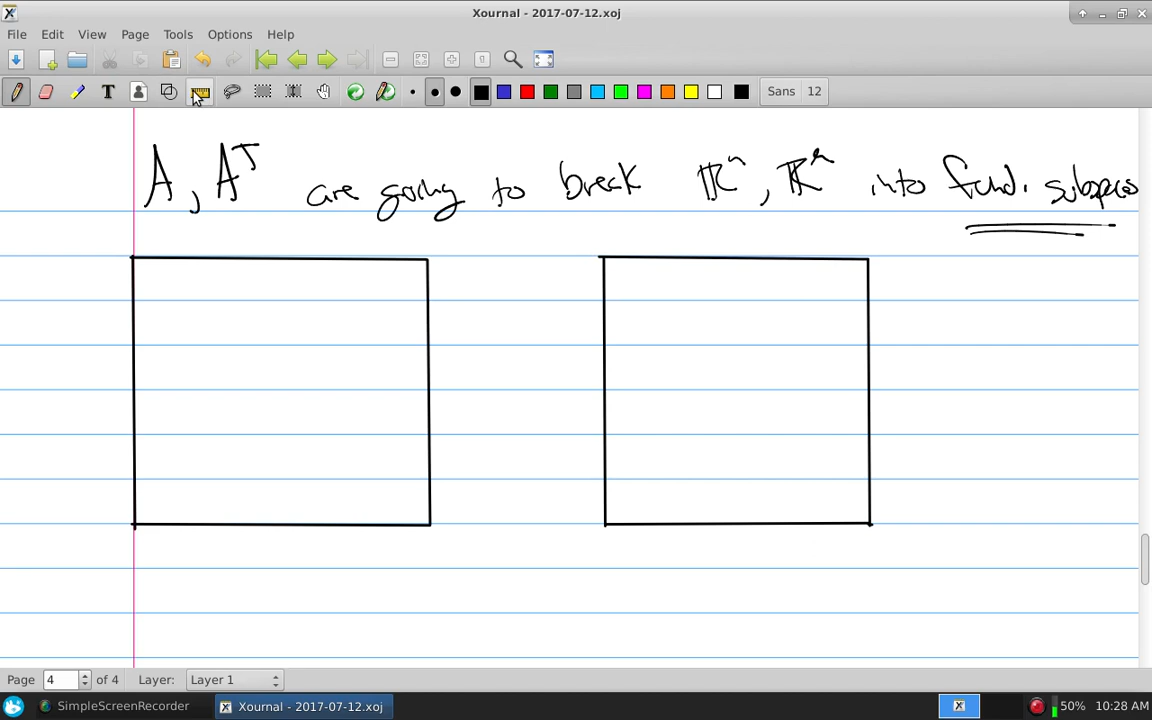 Xournal - 2017-07-12.xoj
File Edit View Page Tools Options Help
Sans 12
A, Aᵀ are going to break ℝⁿ, ℝᵐ into fund. subspaces
Page 4 of 4 Layer: Layer 1
SimpleScreenRecorder Xournal - 2017-07-12.xoj 50% 10:28 AM